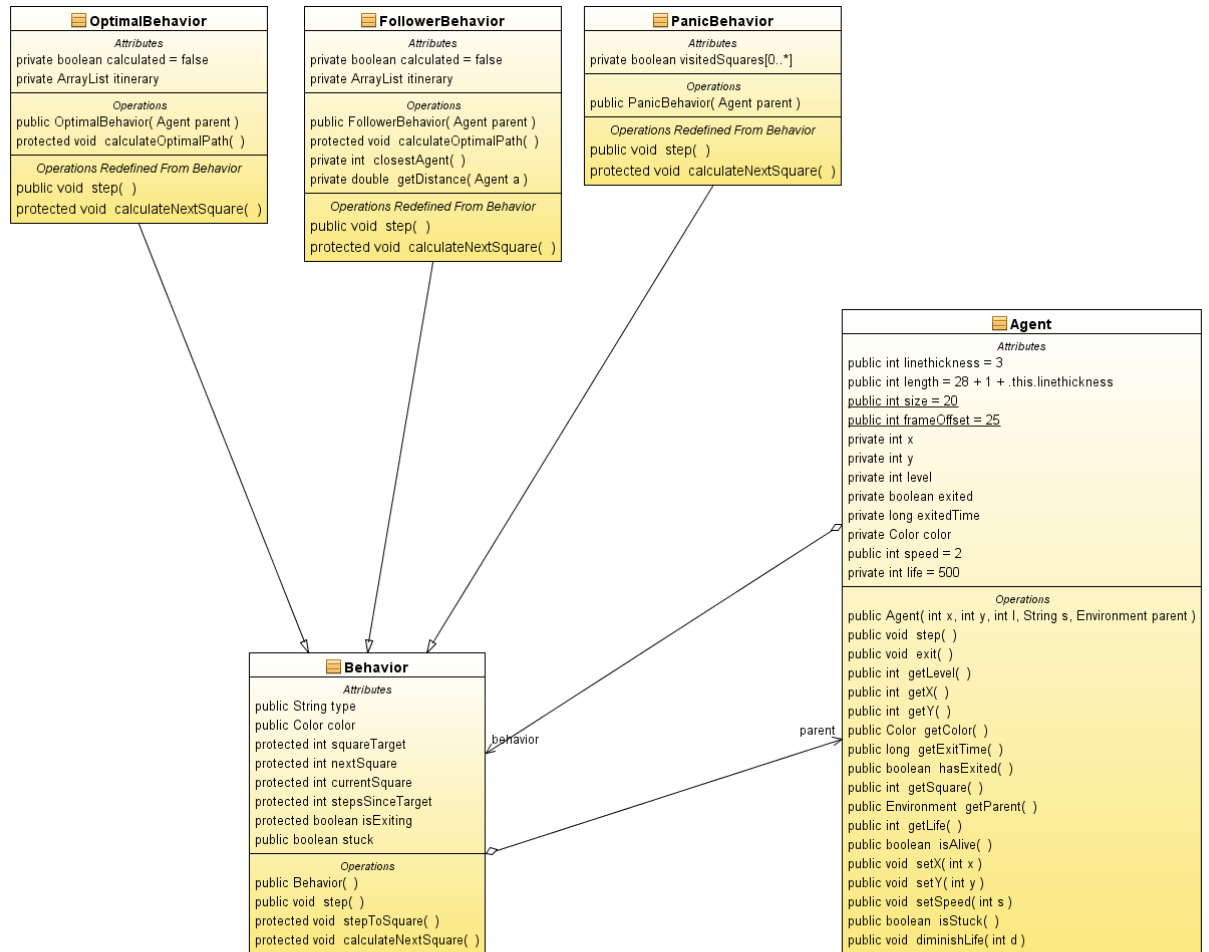 OptimalBehavior
Attributes
private boolean calculated = false
private ArrayList itinerary
Operations
public OptimalBehavior( Agent parent )
protected void calculateOptimalPath( )
Operations Redefined From Behavior
public void step( )
protected void calculateNextSquare( )
FollowerBehavior
Attributes
private boolean calculated = false
private ArrayList itinerary
Operations
public FollowerBehavior( Agent parent )
protected void calculateOptimalPath( )
private int closestAgent( )
private double getDistance( Agent a )
Operations Redefined From Behavior
public void step( )
protected void calculateNextSquare( )
PanicBehavior
Attributes
private boolean visitedSquares[0..*]
Operations
public PanicBehavior( Agent parent )
Operations Redefined From Behavior
public void step( )
protected void calculateNextSquare( )
Agent
Attributes
public int linethickness = 3
public int length = 28 + 1 + .this.linethickness
public int size = 20
public int frameOffset = 25
private int x
private int y
private int level
private boolean exited
private long exitedTime
private Color color
public int speed = 2
private int life = 500
Operations
public Agent( int x, int y, int l, String s, Environment parent )
public void step( )
public void exit( )
public int getLevel( )
public int getX( )
public int getY( )
public Color getColor( )
public long getExitTime( )
public boolean hasExited( )
public int getSquare( )
public Environment getParent( )
public int getLife( )
public boolean isAlive( )
public void setX( int x )
public void setY( int y )
public void setSpeed( int s )
public boolean isStuck( )
public void diminishLife( int d )
Behavior
Attributes
public String type
public Color color
protected int squareTarget
protected int nextSquare
protected int currentSquare
protected int stepsSinceTarget
protected boolean isExiting
public boolean stuck
Operations
public Behavior( )
public void step( )
protected void stepToSquare( )
protected void calculateNextSquare( )
behavior
parent